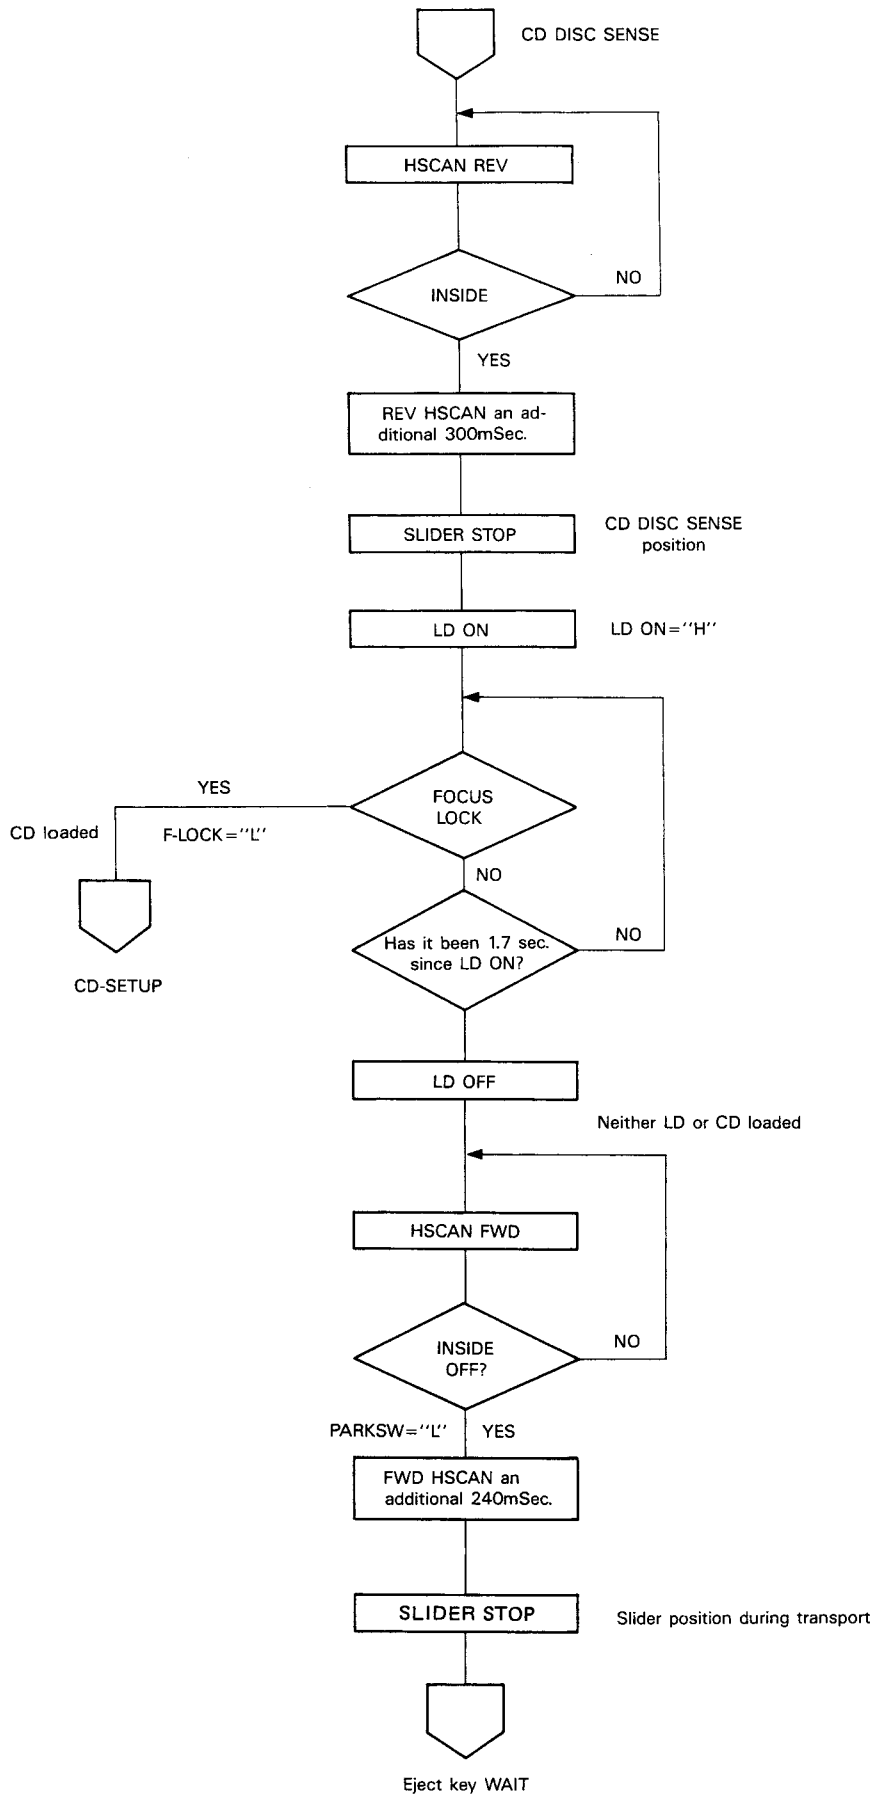 CD DISC SENSE
HSCAN REV
NO
INSIDE
YES
REV HSCAN an ad-
ditional 300mSec.
SLIDER STOP
CD DISC SENSE
position
LD ON
LD ON="H"
YES
FOCUS
LOCK
CD loaded
F-LOCK="L"
NO
Has it been 1.7 sec.
since LD ON?
NO
CD-SETUP
LD OFF
Neither LD or CD loaded
HSCAN FWD
INSIDE
OFF?
NO
PARKSW="L"
YES
FWD HSCAN an
additional 240mSec.
SLIDER STOP
Slider position during transport
Eject key WAIT